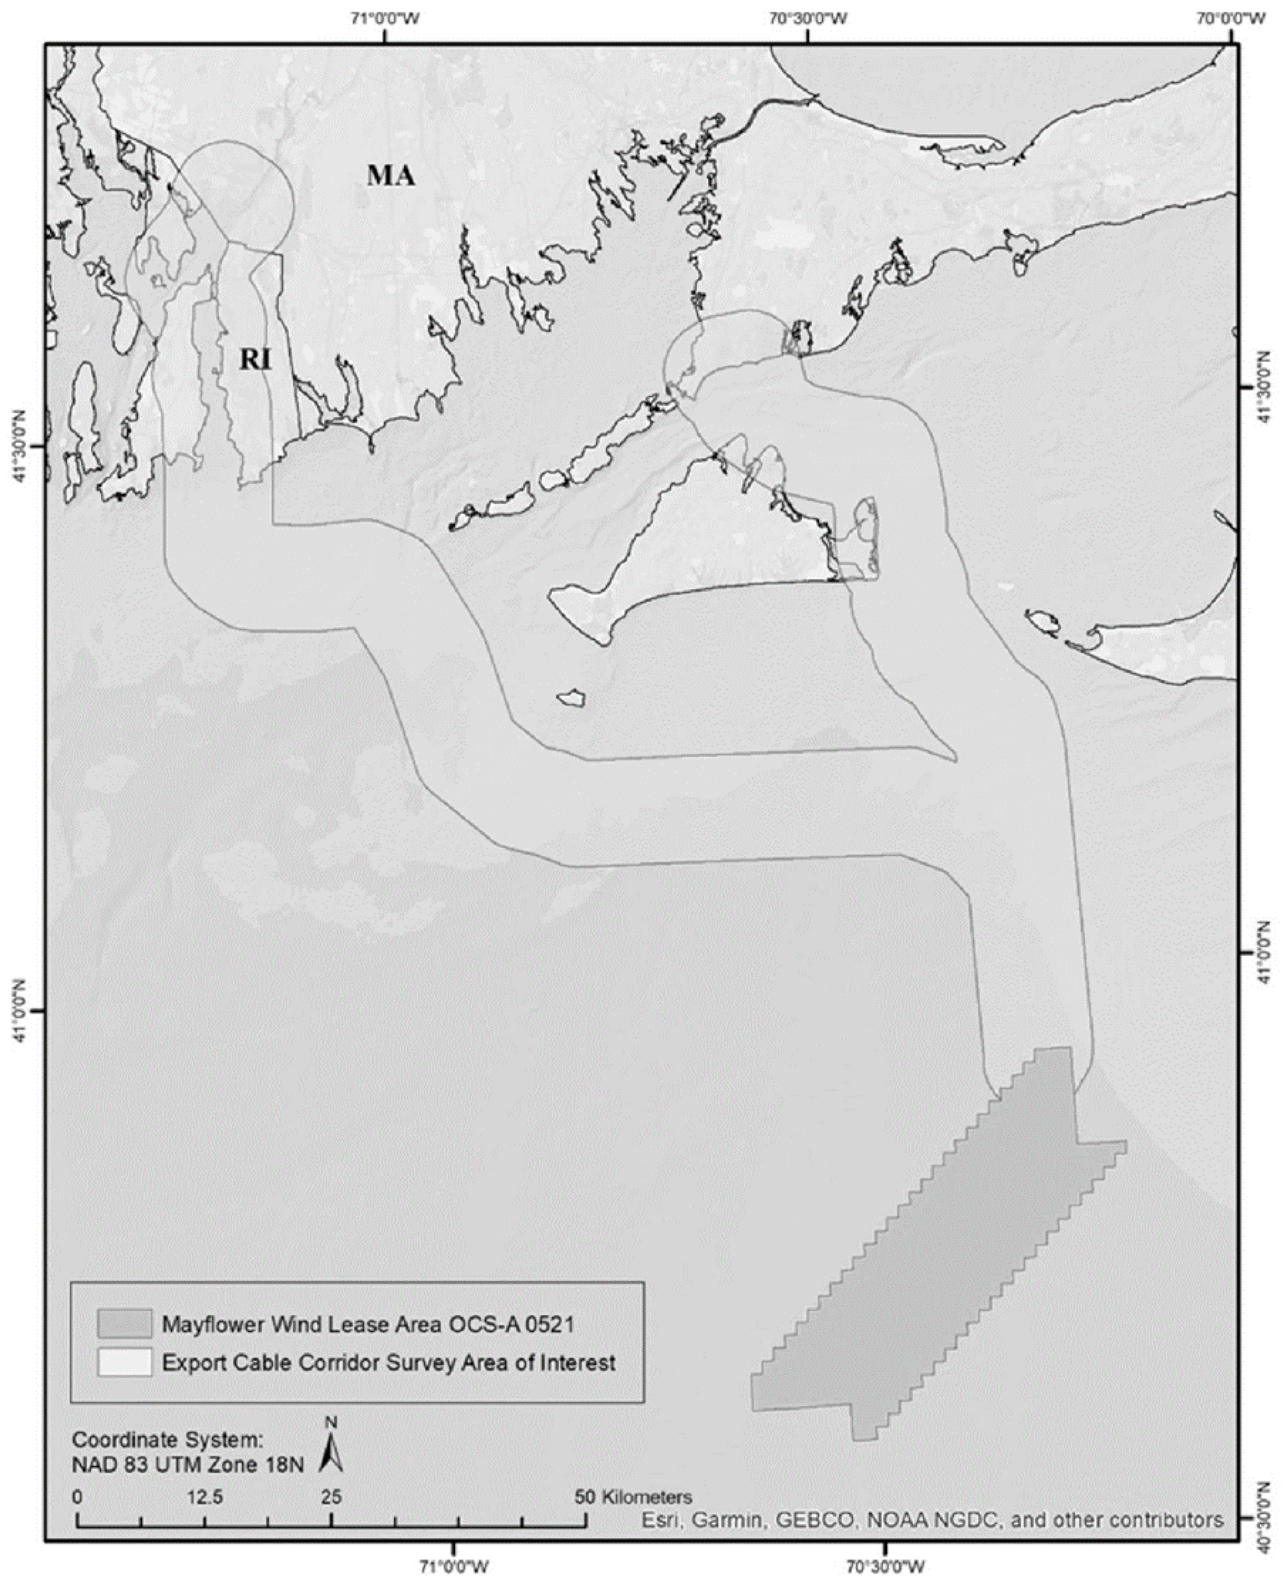 71°0'0"W
70°30'0"W
70°0'0"W
MA
RI
41°30'0"N
41°30'0"N
41°0'0"N
41°0'0"N
Mayflower Wind Lease Area OCS-A 0521
Export Cable Corridor Survey Area of Interest
N
Coordinate System:
NAD 83 UTM Zone 18N
0 12.5 25 50 Kilometers
Esri, Garmin, GEBCO, NOAA NGDC, and other contributors
40°30'0"N
71°0'0"W
70°30'0"W